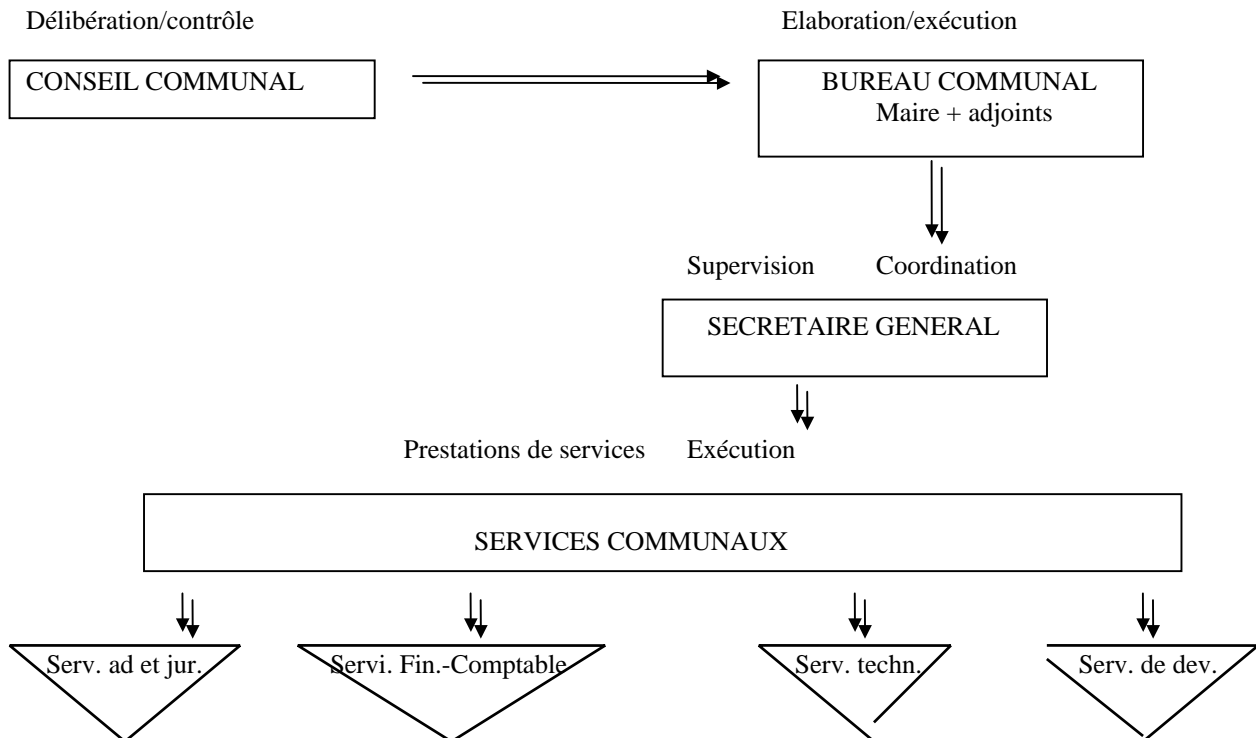 Délibération/contrôle
Elaboration/exécution
CONSEIL COMMUNAL
BUREAU COMMUNAL
Maire + adjoints
Supervision
Coordination
SECRETAIRE GENERAL
Prestations de services
Exécution
SERVICES COMMUNAUX
Serv. ad et jur.
Servi. Fin.-Comptable
Serv. techn.
Serv. de dev.